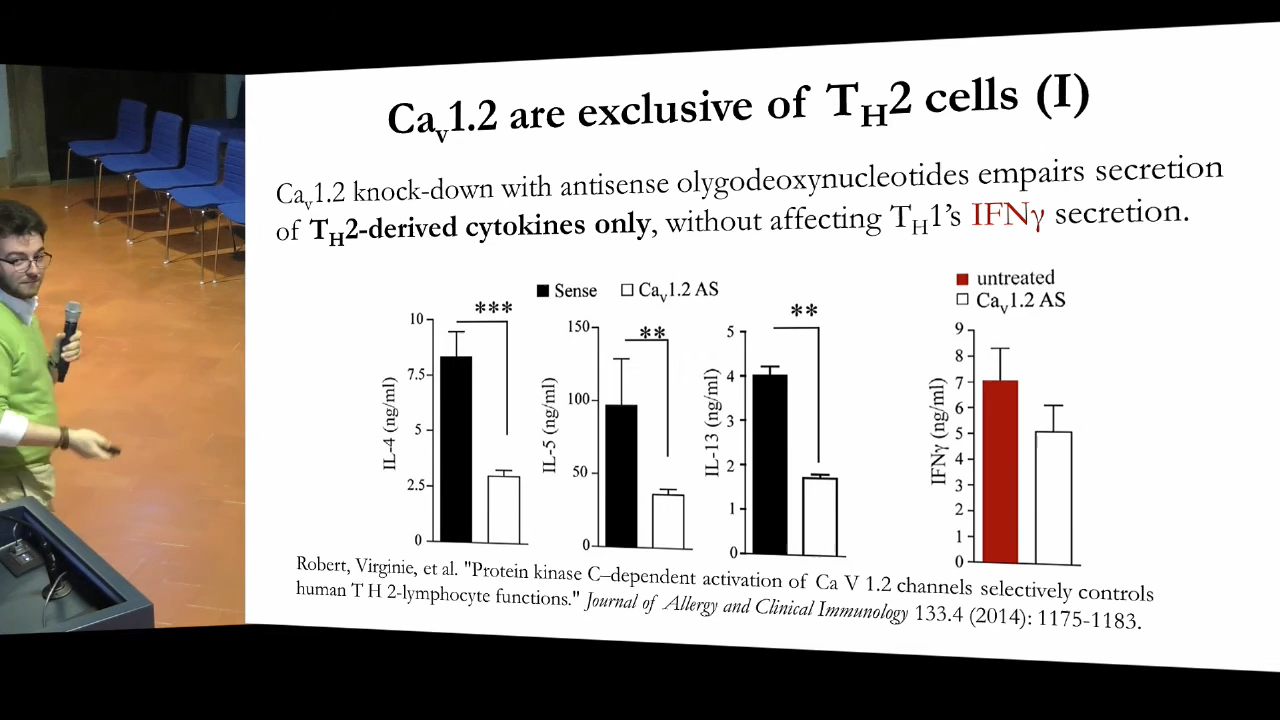 Cav1.2 are exclusive of TH2 cells (I)
Cav1.2 knock-down with antisense olygodeoxynucleotides empairs secretion
of TH2-derived cytokines only, without affecting TH1's IFNγ secretion.
Sense Cav1.2 AS
***
10
7.5
5
2.5
0
IL-4 (ng/ml)
**
150
100
50
0
IL-5 (ng/ml)
**
5
4
3
2
1
0
IL-13 (ng/ml)
untreated
Cav1.2 AS
9
8
7
6
5
4
3
2
1
0
IFNγ (ng/ml)
Robert, Virginie, et al. "Protein kinase C–dependent activation of Ca V 1.2 channels selectively controls
human T H 2-lymphocyte functions." Journal of Allergy and Clinical Immunology 133.4 (2014): 1175-1183.